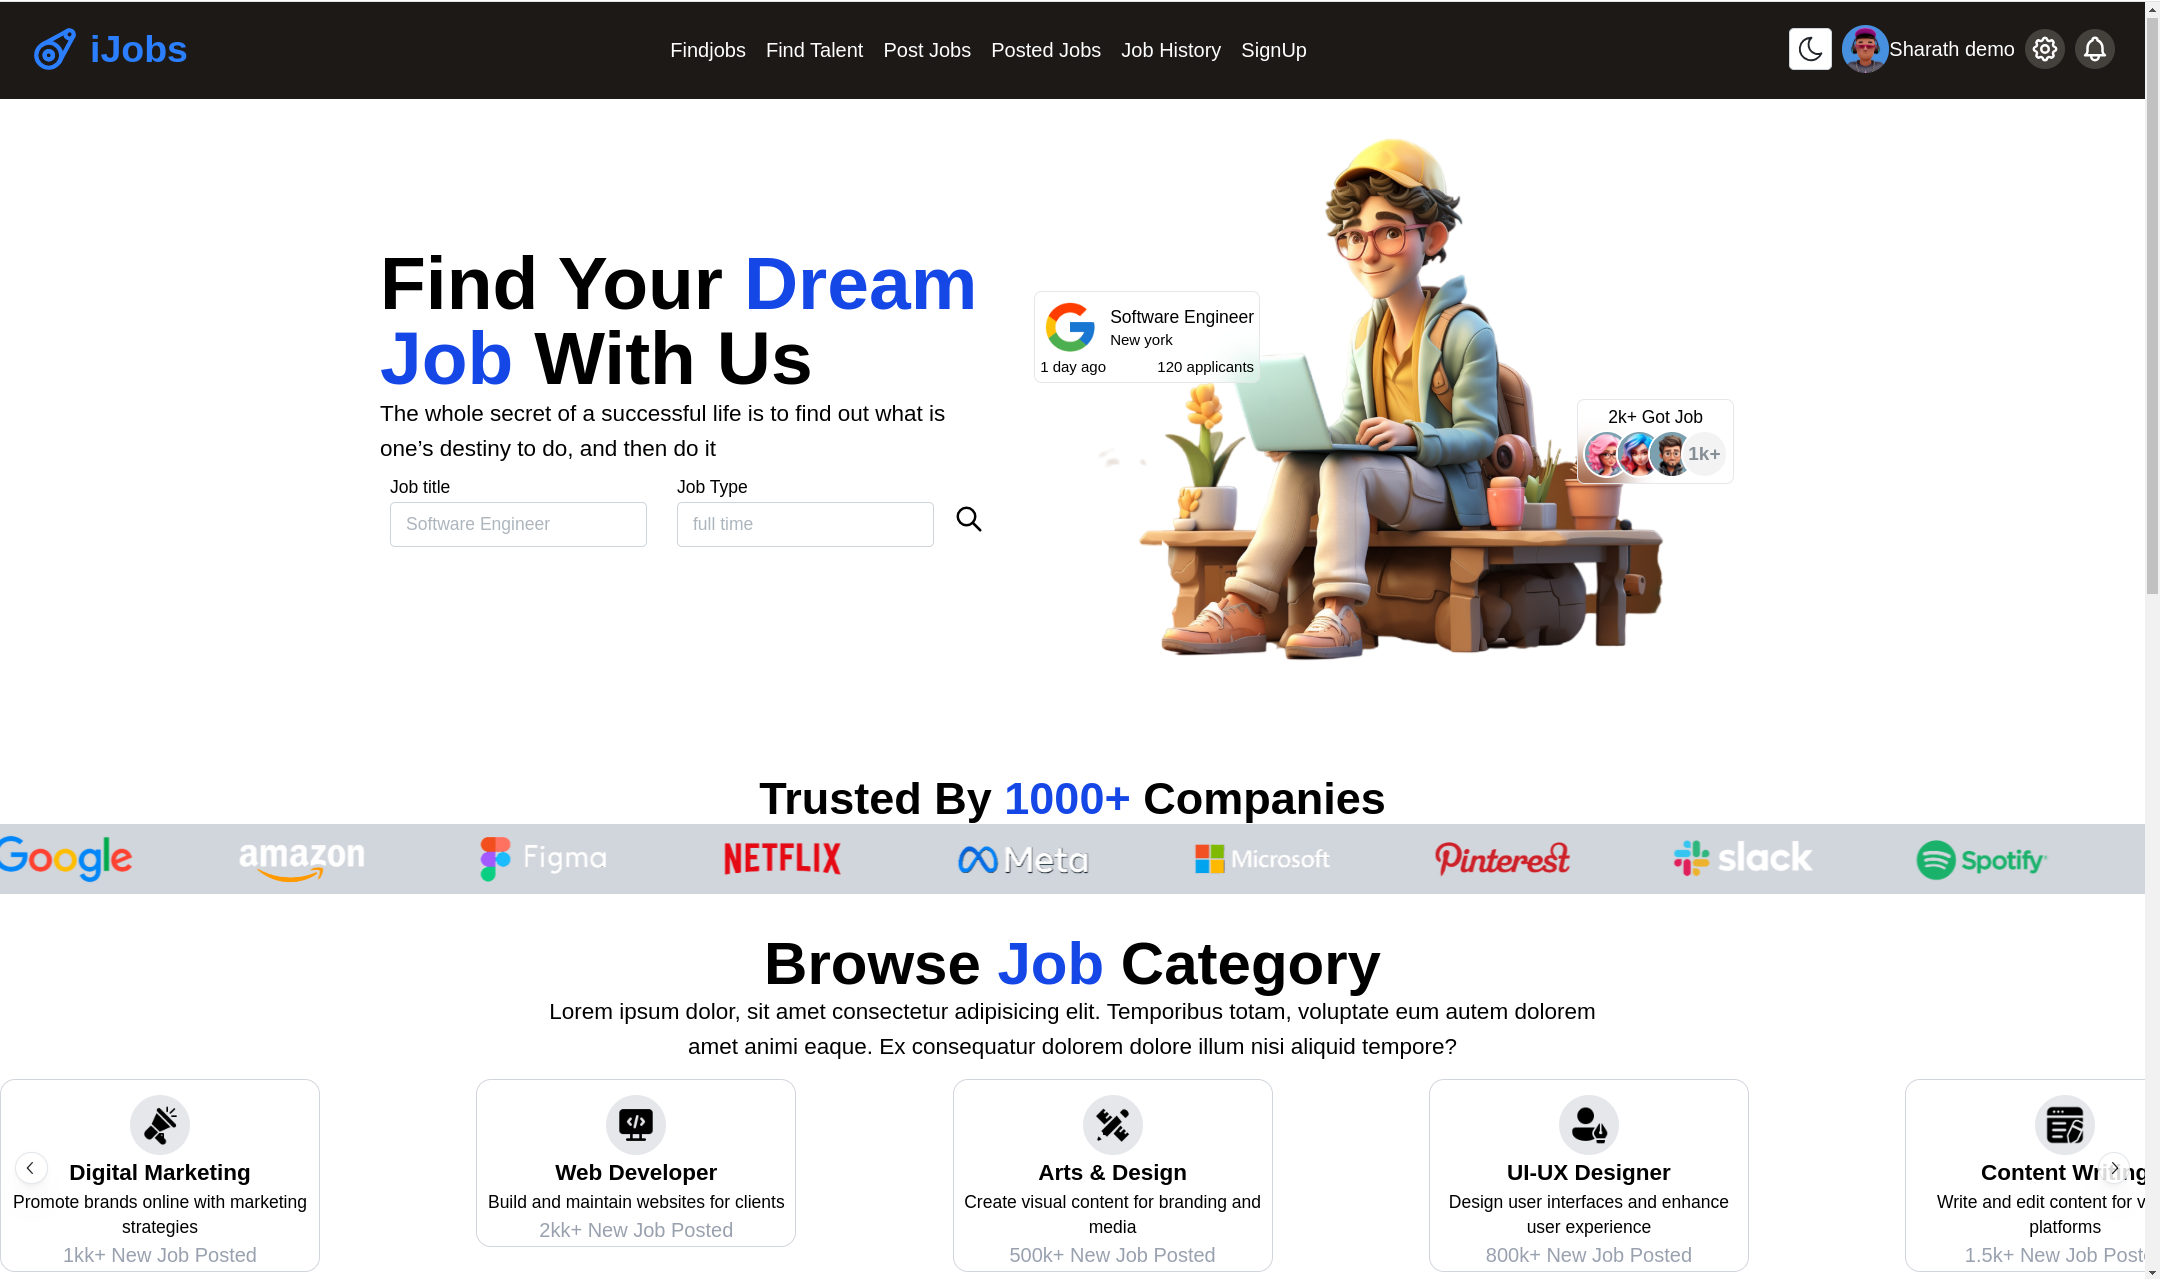 iJobs
Findjobs Find Talent Post Jobs Posted Jobs Job History SignUp
Sharath demo
Find Your Dream
Job With Us
The whole secret of a successful life is to find out what is
one’s destiny to do, and then do it
Job title
Job Type
Software Engineer
full time
Software Engineer
New york
1 day ago
120 applicants
2k+ Got Job
1k+
Trusted By 1000+ Companies
Google
amazon
Figma
NETFLIX
Meta
Microsoft
Pinterest
slack
Spotify
Browse Job Category
Lorem ipsum dolor, sit amet consectetur adipisicing elit. Temporibus totam, voluptate eum autem dolorem
amet animi eaque. Ex consequatur dolorem dolore illum nisi aliquid tempore?
Digital Marketing
Promote brands online with marketing
strategies
1kk+ New Job Posted
Web Developer
Build and maintain websites for clients
2kk+ New Job Posted
Arts & Design
Create visual content for branding and
media
500k+ New Job Posted
UI-UX Designer
Design user interfaces and enhance
user experience
800k+ New Job Posted
Content Writing
Write and edit content for
platforms
1.5k+ New Job